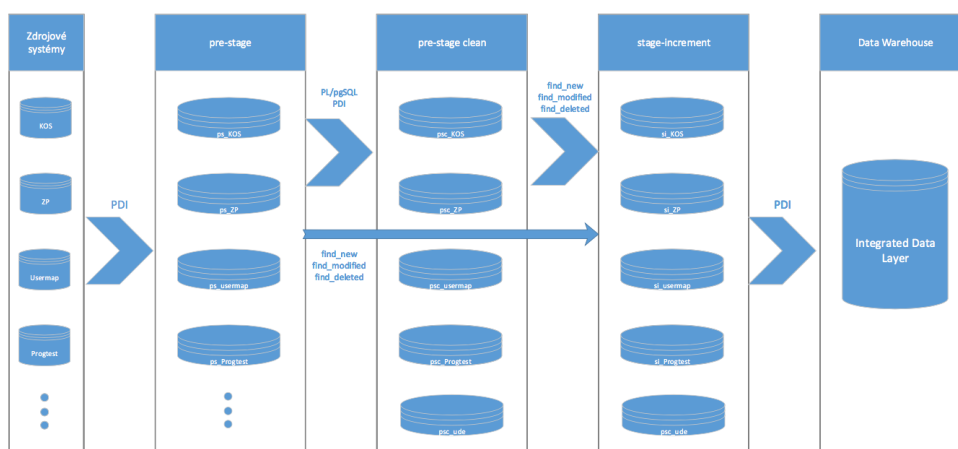 Zdrojové
systémy
pre-stage
pre-stage clean
stage-increment
Data Warehouse
KOS
ZP
Usermap
Progtest
PDI
ps_KOS
ps_ZP
ps_usermap
ps_Progtest
PL/pgSQL
PDI
find_new
find_modified
find_deleted
psc_KOS
psc_ZP
psc_usermap
psc_Progtest
psc_ude
find_new
find_modified
find_deleted
si_KOS
si_ZP
si_usermap
si_Progtest
psc_ude
PDI
Integrated Data
Layer